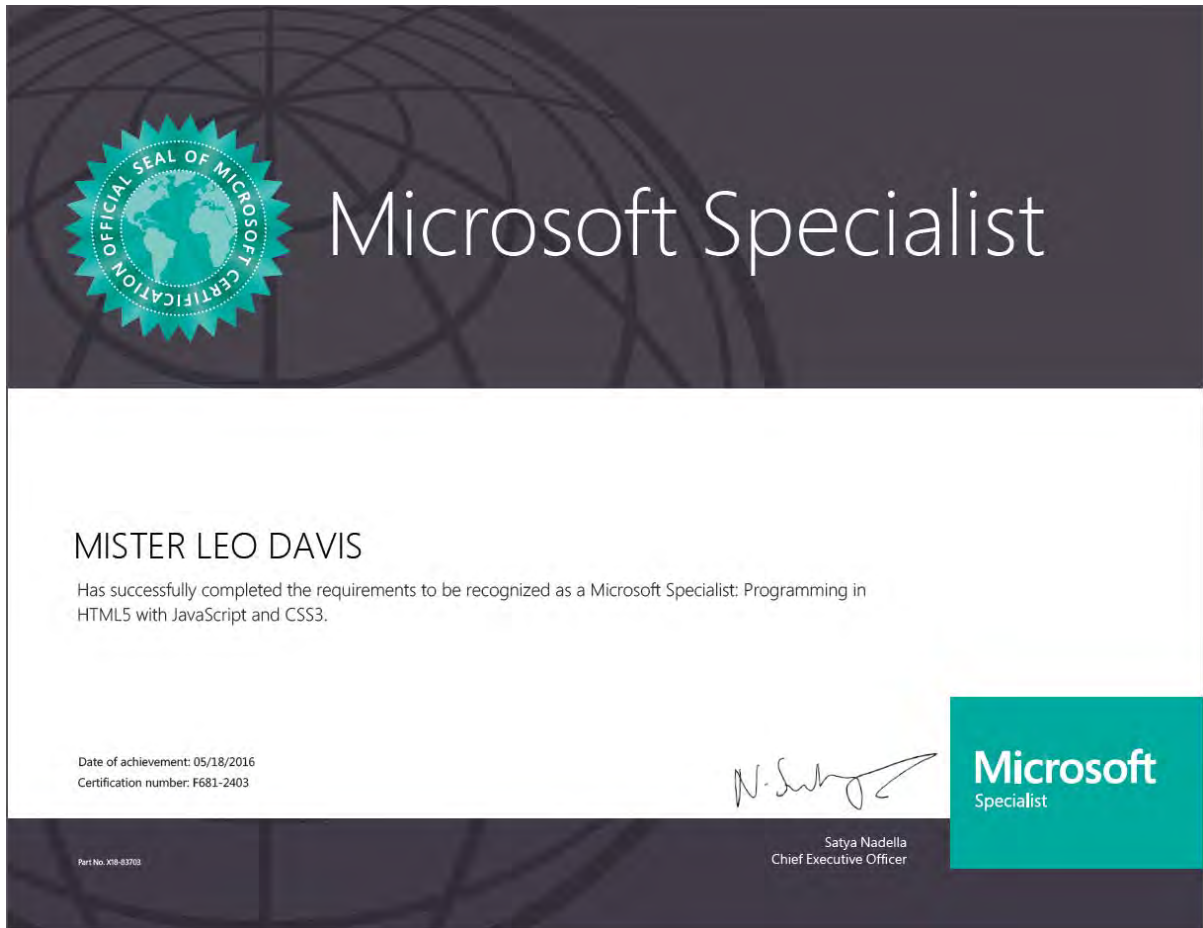 OFFICIAL SEAL OF MICROSOFT CERTIFICATION
Microsoft Specialist
MISTER LEO DAVIS
Has successfully completed the requirements to be recognized as a Microsoft Specialist: Programming in
HTML5 with JavaScript and CSS3.
Date of achievement: 05/18/2016
Certification number: F681-2403
N. Sat
Microsoft
Specialist
Satya Nadella
Chief Executive Officer
Part No. X18-83703